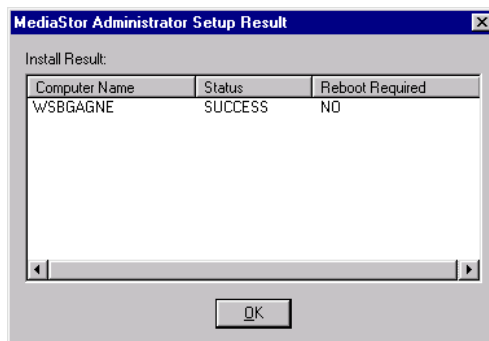 MediaStor Administrator Setup Result
Install Result:
Computer Name Status Reboot Required
WSBGAGNE SUCCESS NO
OK